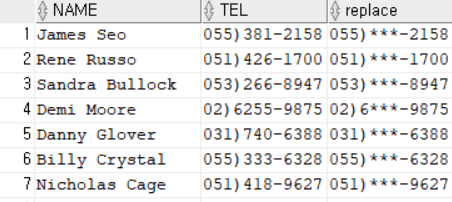 NAME TEL replace
1 James Seo 055)381-2158 055)***-2158
2 Rene Russo 051)426-1700 051)***-1700
3 Sandra Bullock 053)266-8947 053)***-8947
4 Demi Moore 02)6255-9875 02)6***-9875
5 Danny Glover 031)740-6388 031)***-6388
6 Billy Crystal 055)333-6328 055)***-6328
7 Nicholas Cage 051)418-9627 051)***-9627